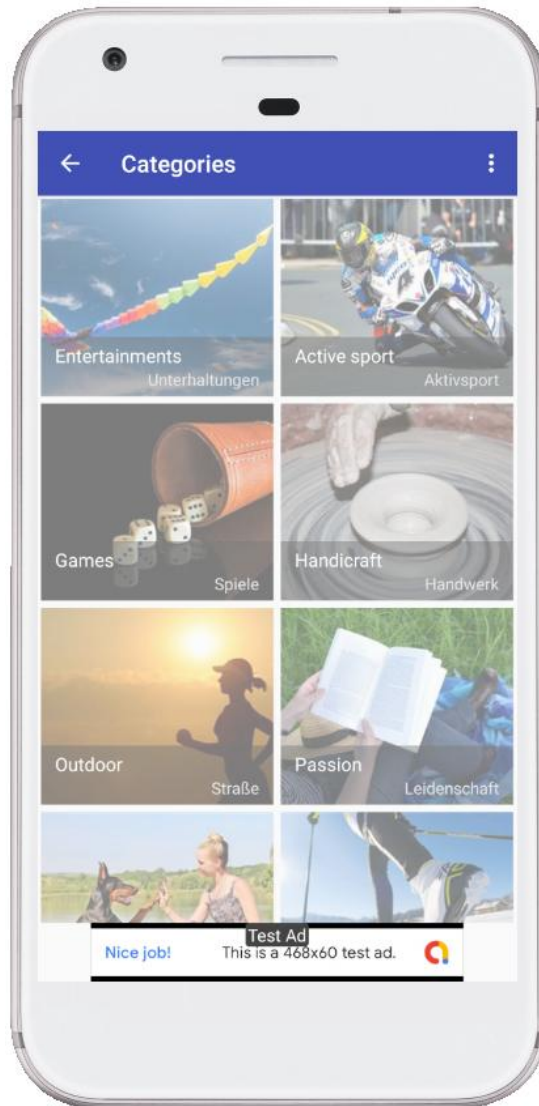 Categories
Entertainments
Unterhaltungen
Active sport
Aktivsport
Games
Spiele
Handicraft
Handwerk
Outdoor
Straße
Passion
Leidenschaft
Test Ad
Nice job!
This is a 468x60 test ad.